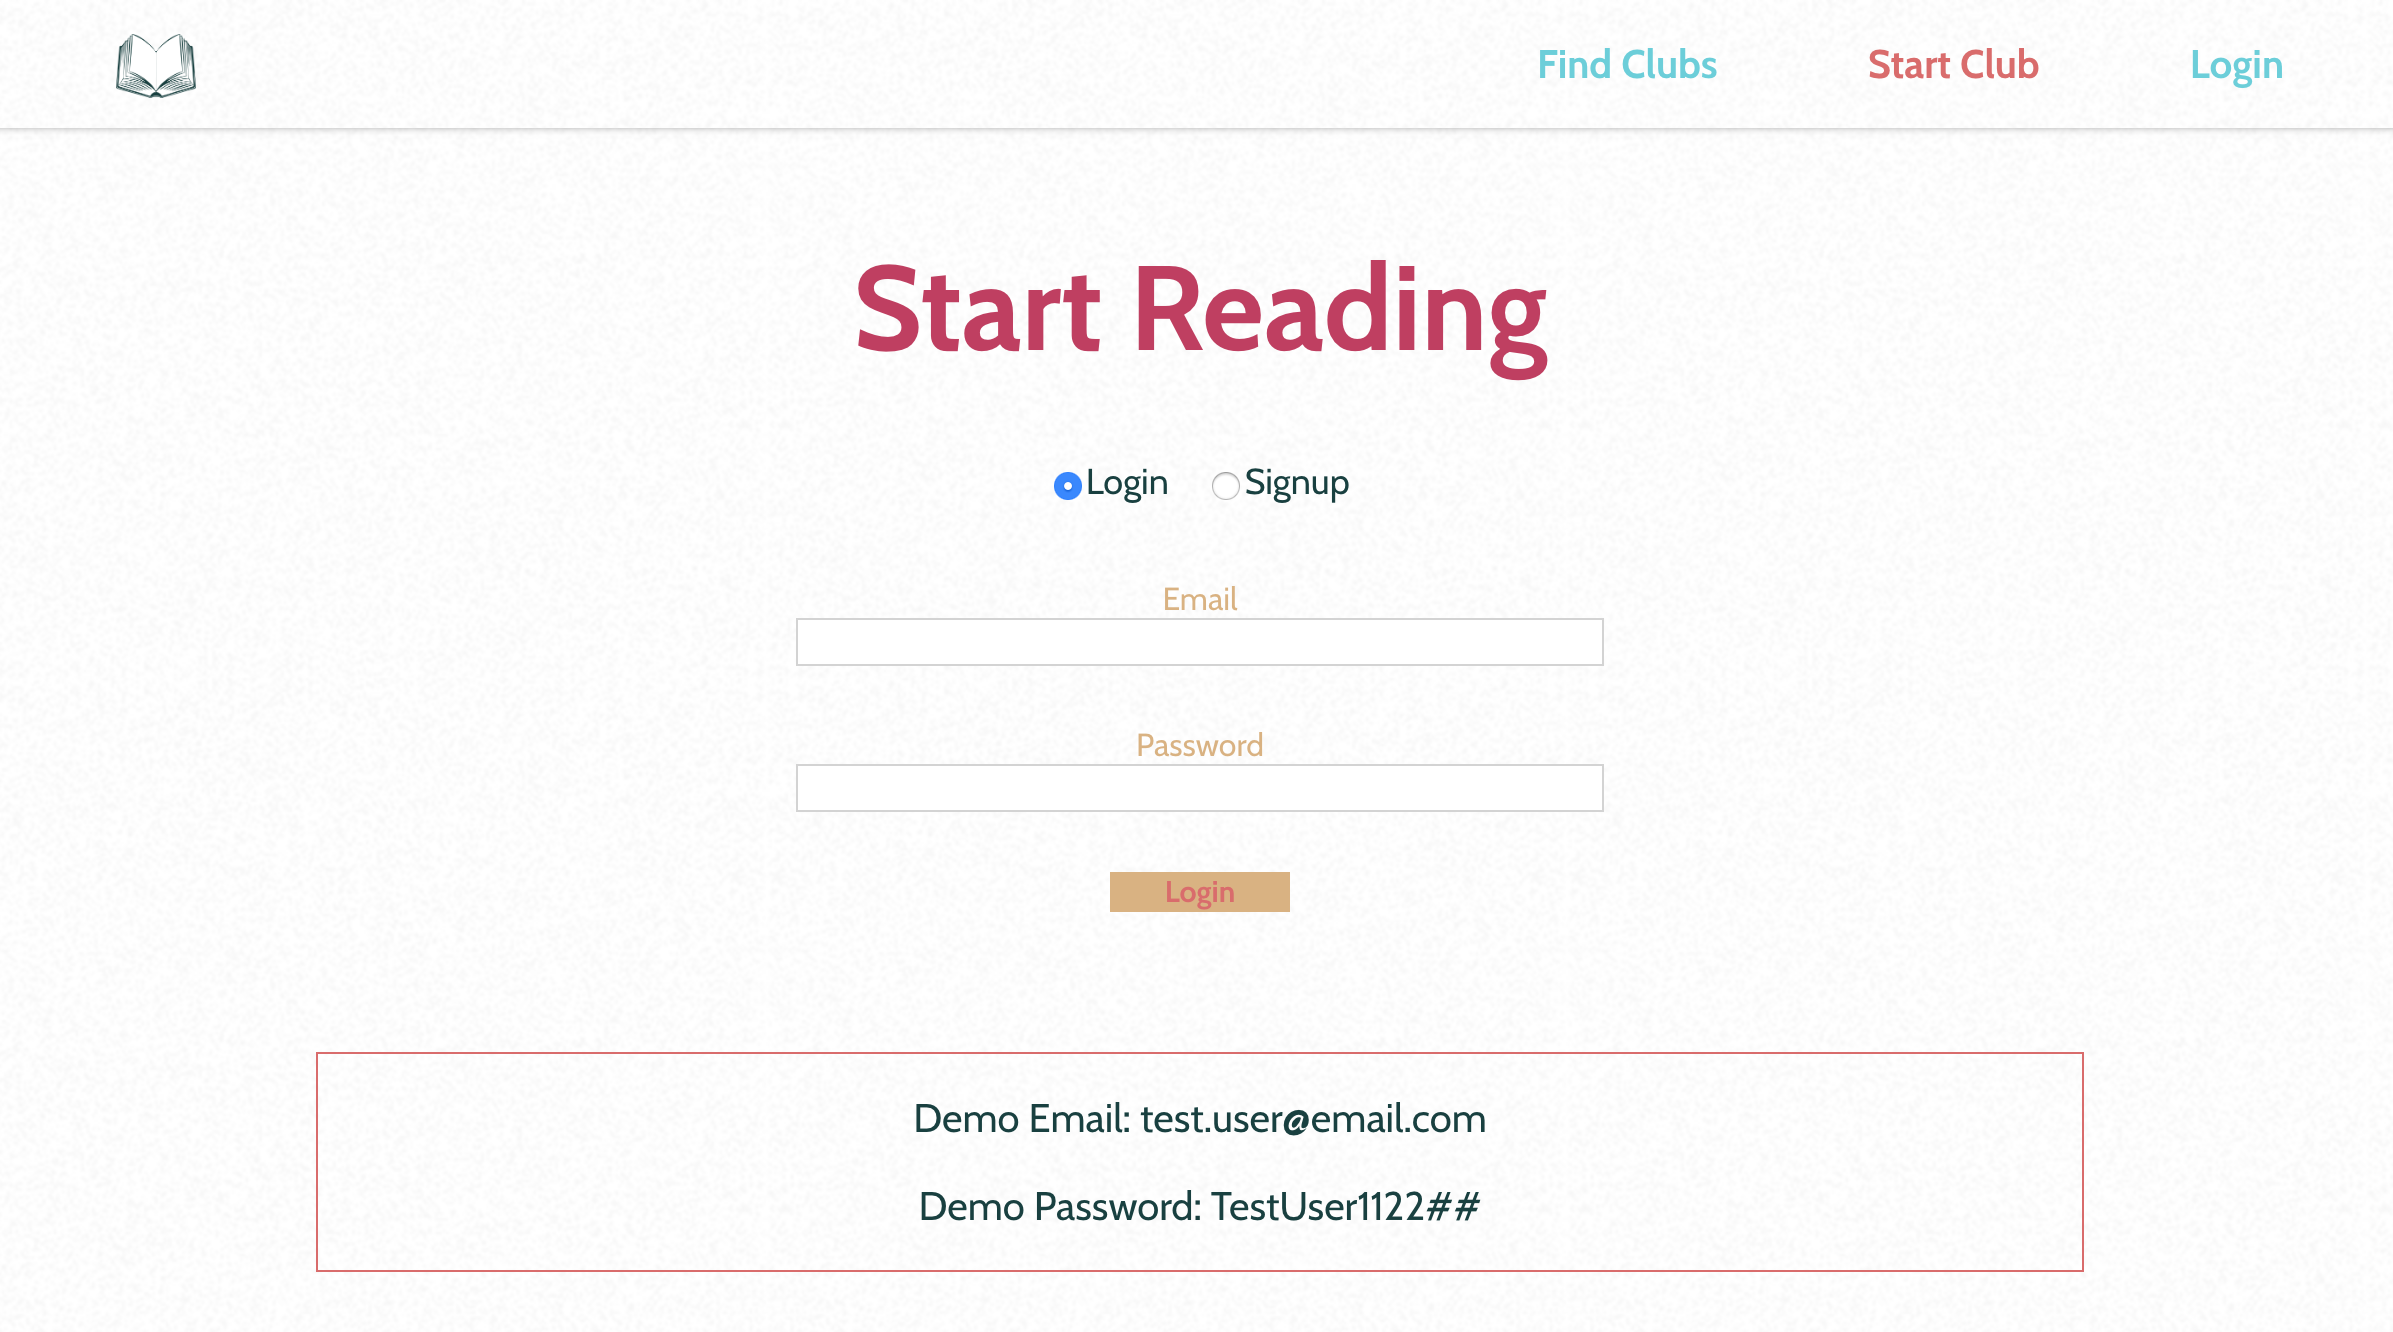 Find Clubs Start Club Login
Start Reading
Login Signup
Email
Password
Login
Demo Email: test.user@email.com
Demo Password: TestUser1122##